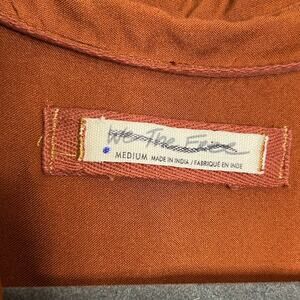 We The Free
MEDIUM MADE IN INDIA / FABRIQUÉ EN INDE